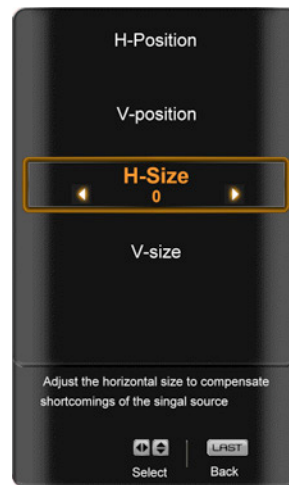 H-Position
V-position
H-Size
0
V-size
Adjust the horizontal size to compensate
shortcomings of the singal source
LAST
Select
Back